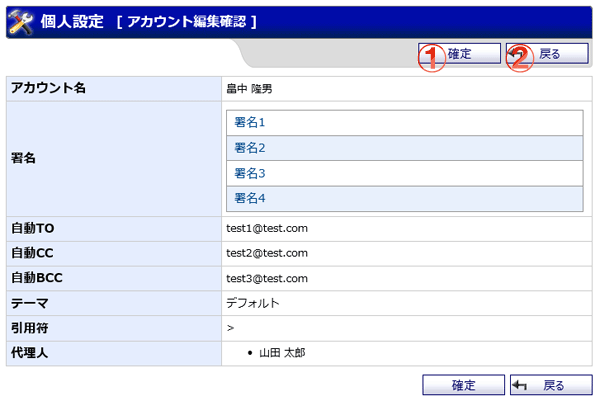 個人設定 [ アカウント編集確認 ]
① 確定 ② 戻る
アカウント名 畠中 隆男
署名
署名1
署名2
署名3
署名4
自動TO test1@test.com
自動CC test2@test.com
自動BCC test3@test.com
テーマ デフォルト
引用符 >
代理人 • 山田 太郎
確定 戻る